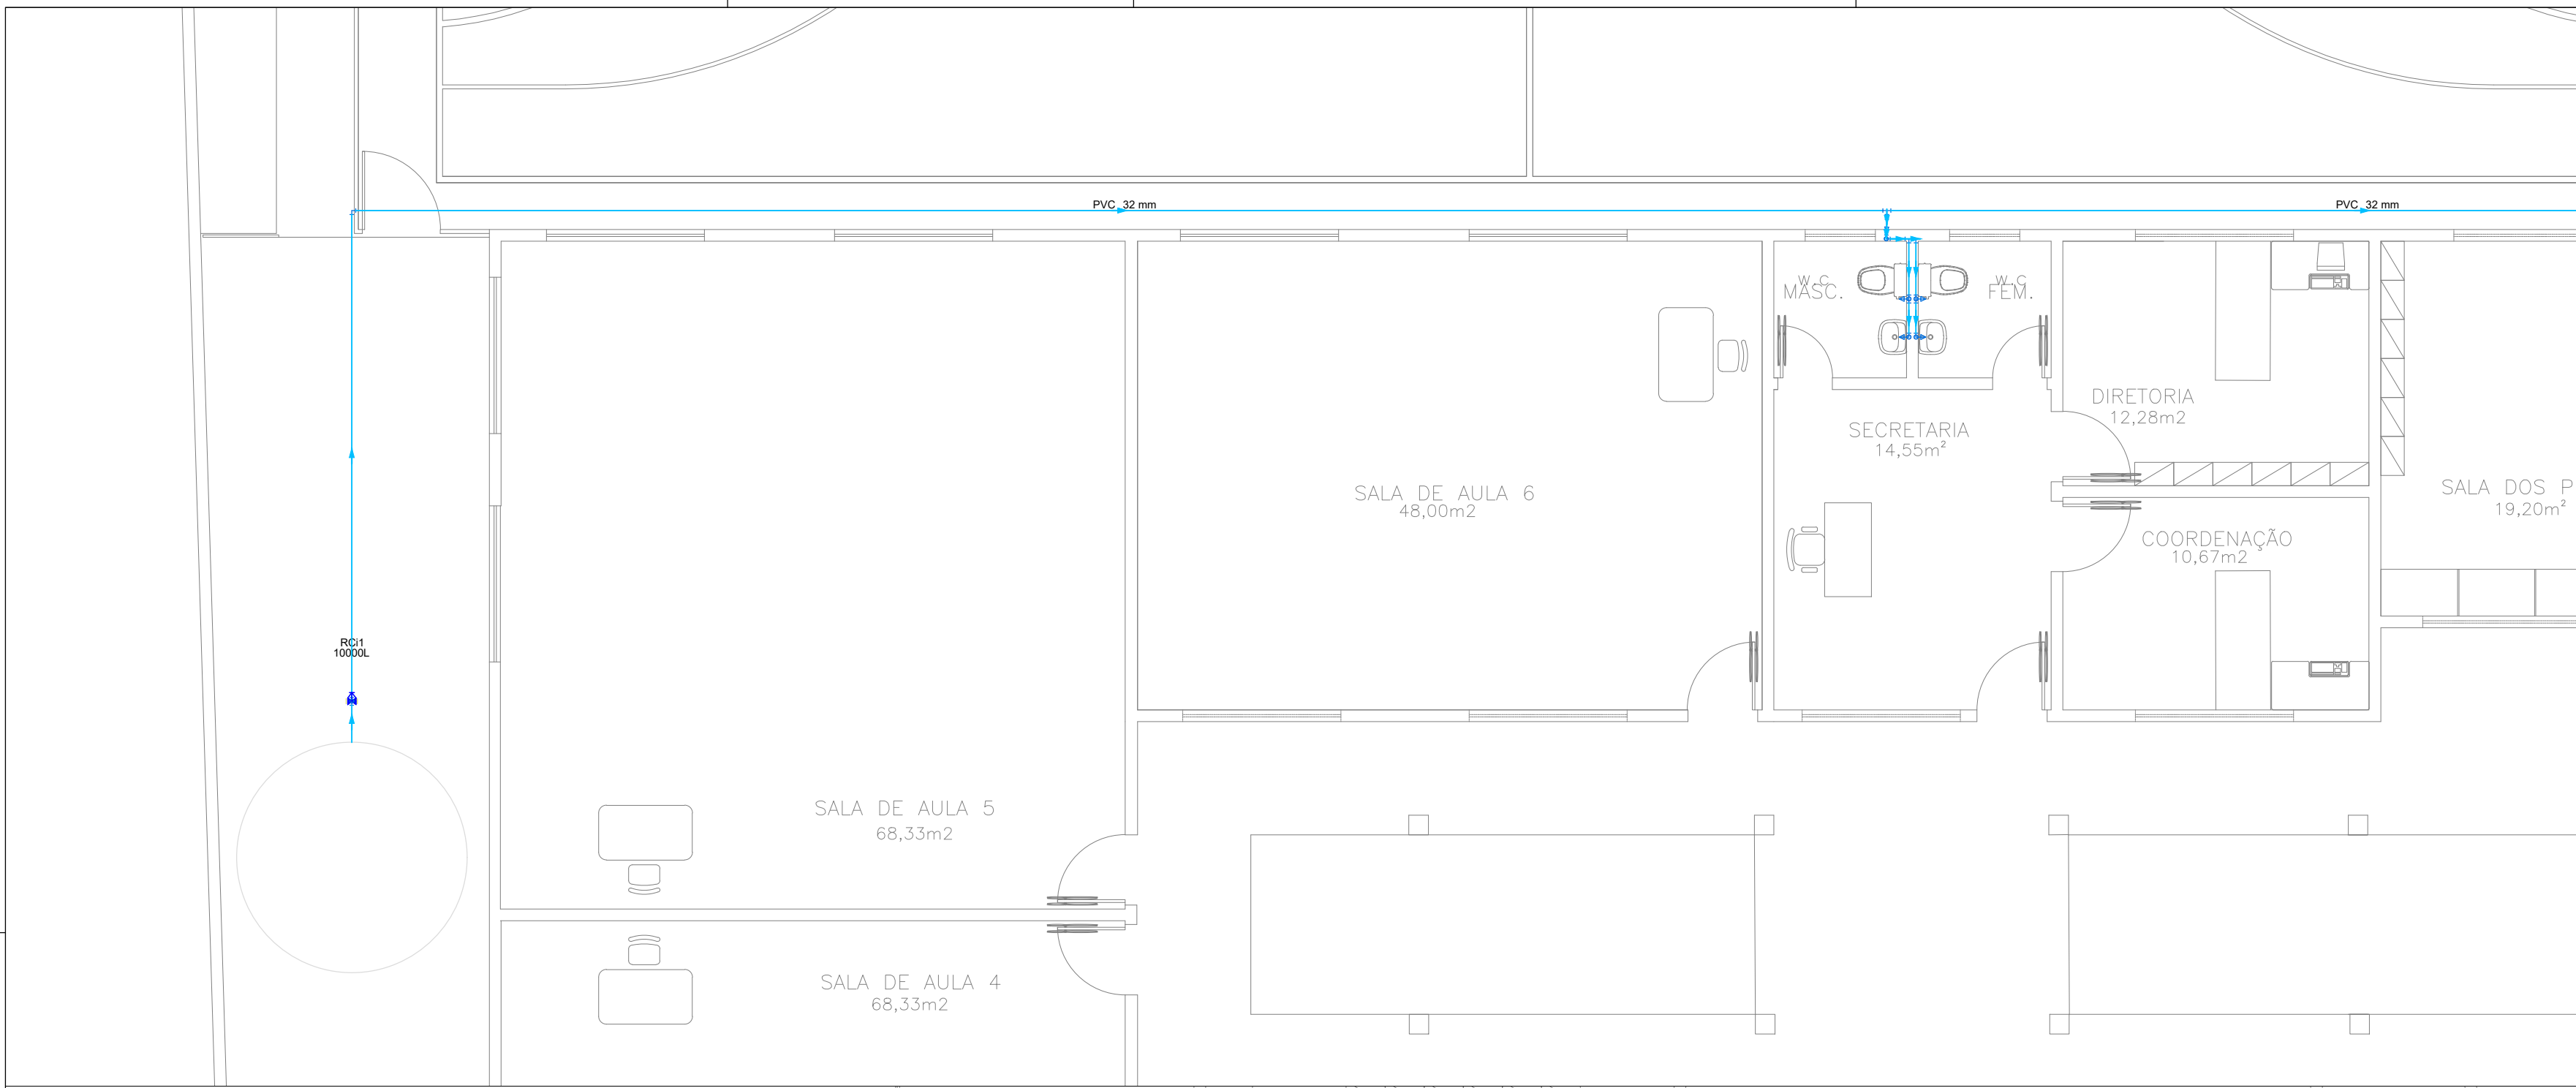 PVC 32 mm
PVC 32 mm
W.C
MASC.
W.C
FEM.
DIRETORIA
12,28m2
SECRETARIA
14,55m²
SALA DE AULA 6
48,00m2
SALA DOS P
19,20m²
COORDENAÇÃO
10,67m2
RCi1
10000L
SALA DE AULA 5
68,33m2
SALA DE AULA 4
68,33m2